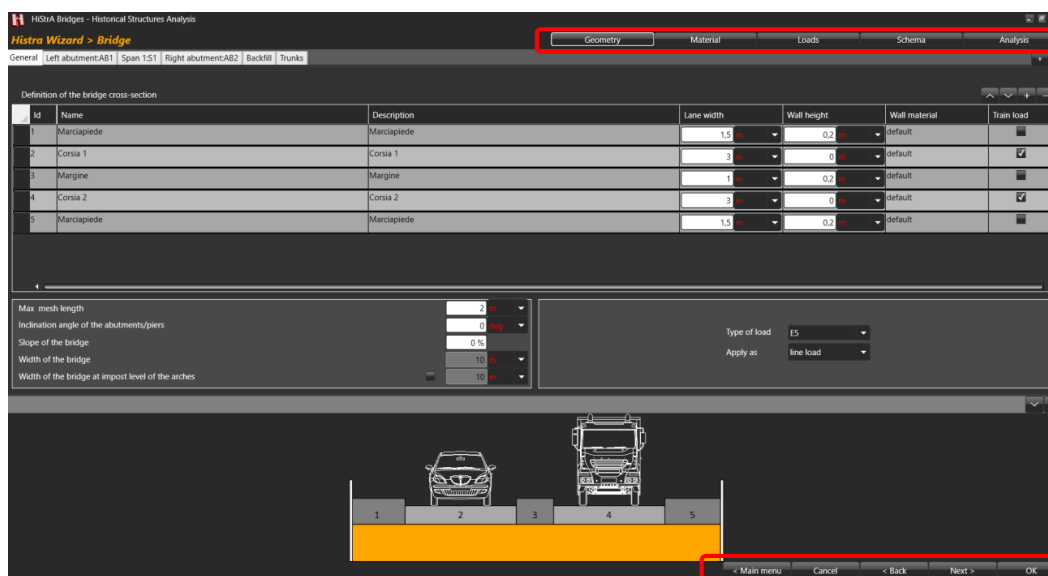 HiStrA Bridges - Historical Structures Analysis
Histra Wizard > Bridge
Geometry Material Loads Schema Analysis
General Left abutment:AB1 Span 1:S1 Right abutment:AB2 Backfill Trunks +
Definition of the bridge cross-section
Id Name Description Lane width Wall height Wall material Train load
1 Marciapiede Marciapiede 1,5 m 0,2 m default
2 Corsia 1 Corsia 1 3 m 0 m default
3 Margine Margine 1 m 0,2 m default
4 Corsia 2 Corsia 2 3 m 0 m default
5 Marciapiede Marciapiede 1,5 m 0,2 m default
Max mesh length 2 m
Inclination angle of the abutments/piers 0 deg
Slope of the bridge 0 %
Width of the bridge 10 m
Width of the bridge at impost level of the arches 10 m
Type of load E5
Apply as line load
1 2 3 4 5
< Main menu Cancel < Back Next > OK